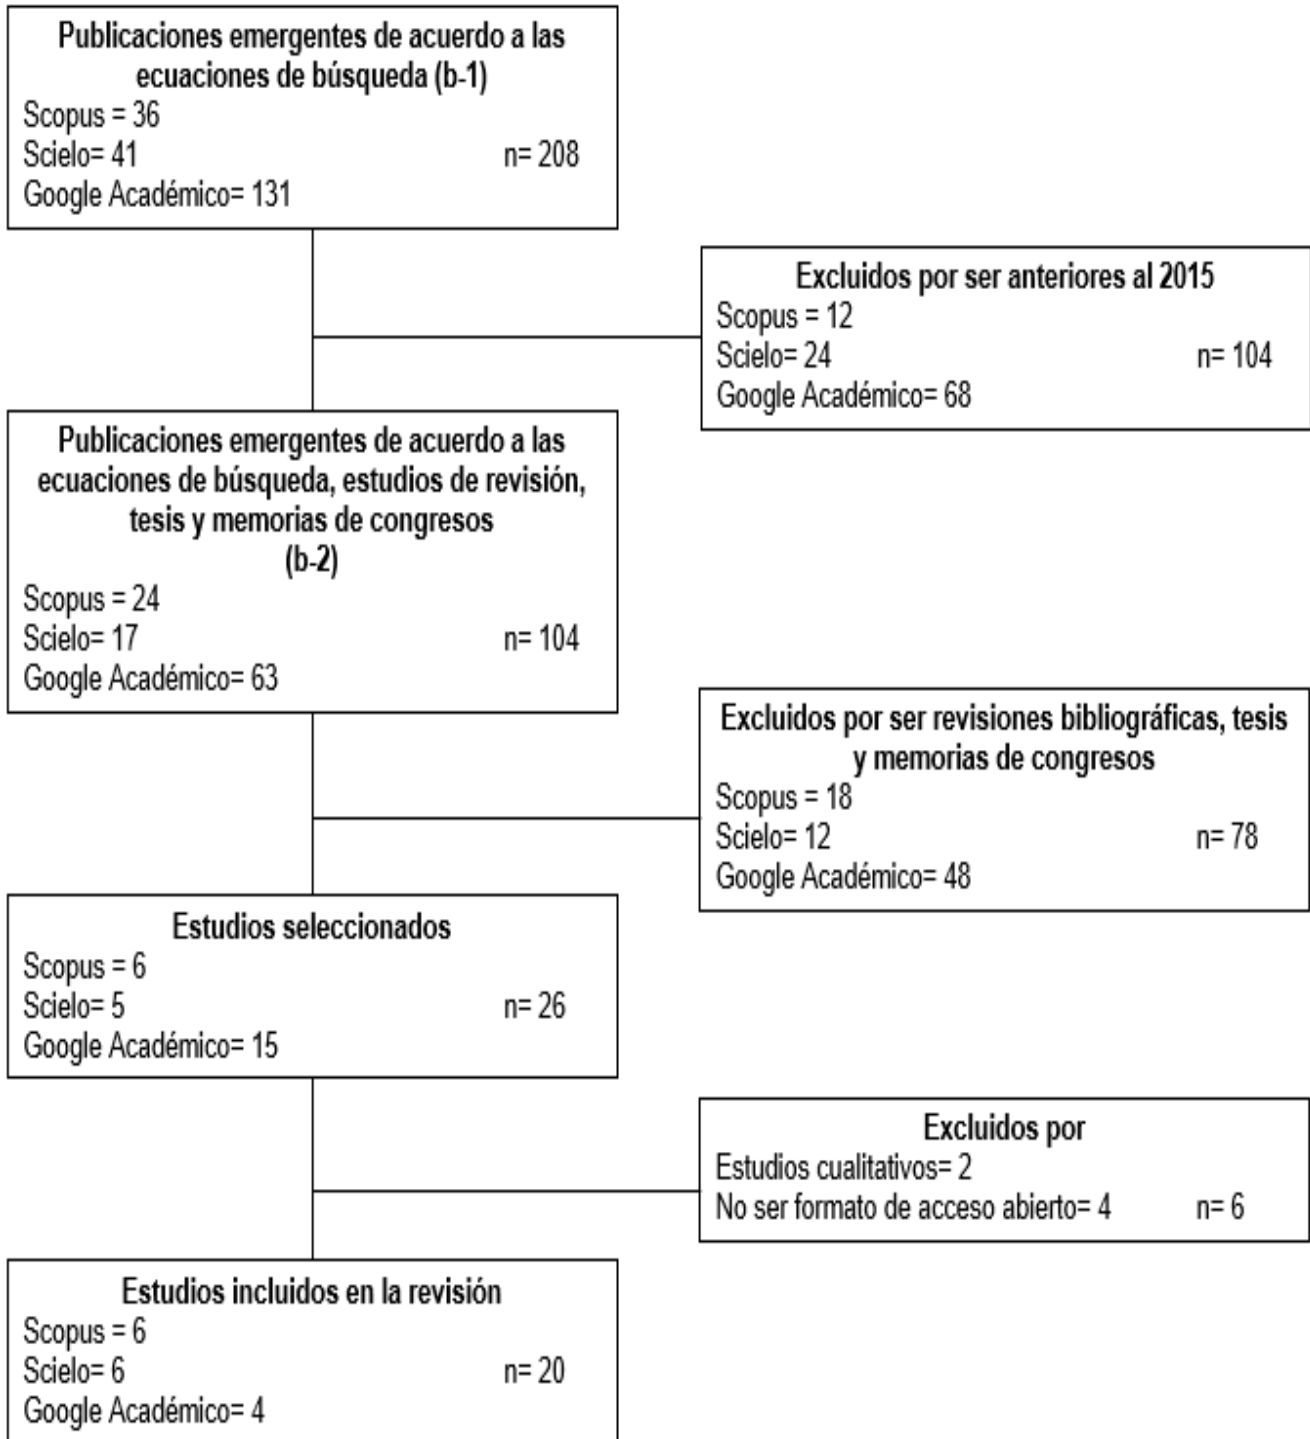 Publicaciones emergentes de acuerdo a las
ecuaciones de búsqueda (b-1)
Scopus = 36
Scielo= 41 n= 208
Google Académico= 131
Excluidos por ser anteriores al 2015
Scopus = 12
Scielo= 24 n= 104
Google Académico= 68
Publicaciones emergentes de acuerdo a las
ecuaciones de búsqueda, estudios de revisión,
tesis y memorias de congresos
(b-2)
Scopus = 24
Scielo= 17 n= 104
Google Académico= 63
Excluidos por ser revisiones bibliográficas, tesis
y memorias de congresos
Scopus = 18
Scielo= 12 n= 78
Google Académico= 48
Estudios seleccionados
Scopus = 6
Scielo= 5 n= 26
Google Académico= 15
Excluidos por
Estudios cualitativos= 2
No ser formato de acceso abierto= 4 n= 6
Estudios incluidos en la revisión
Scopus = 6
Scielo= 6 n= 20
Google Académico= 4